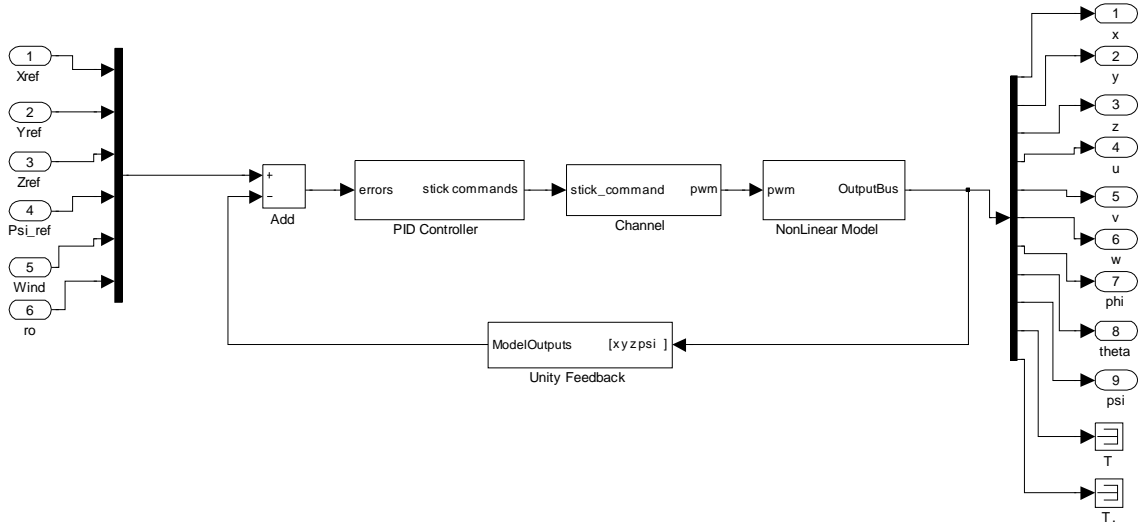 1
Xref
2
Yref
3
Zref
4
Psi_ref
5
Wind
6
ro
+
−
Add
errors
stick commands
PID Controller
stick_command
pwm
Channel
pwm
OutputBus
NonLinear Model
ModelOutputs
[x y z psi ]
Unity Feedback
1
x
2
y
3
z
4
u
5
v
6
w
7
phi
8
theta
9
psi
T
T.